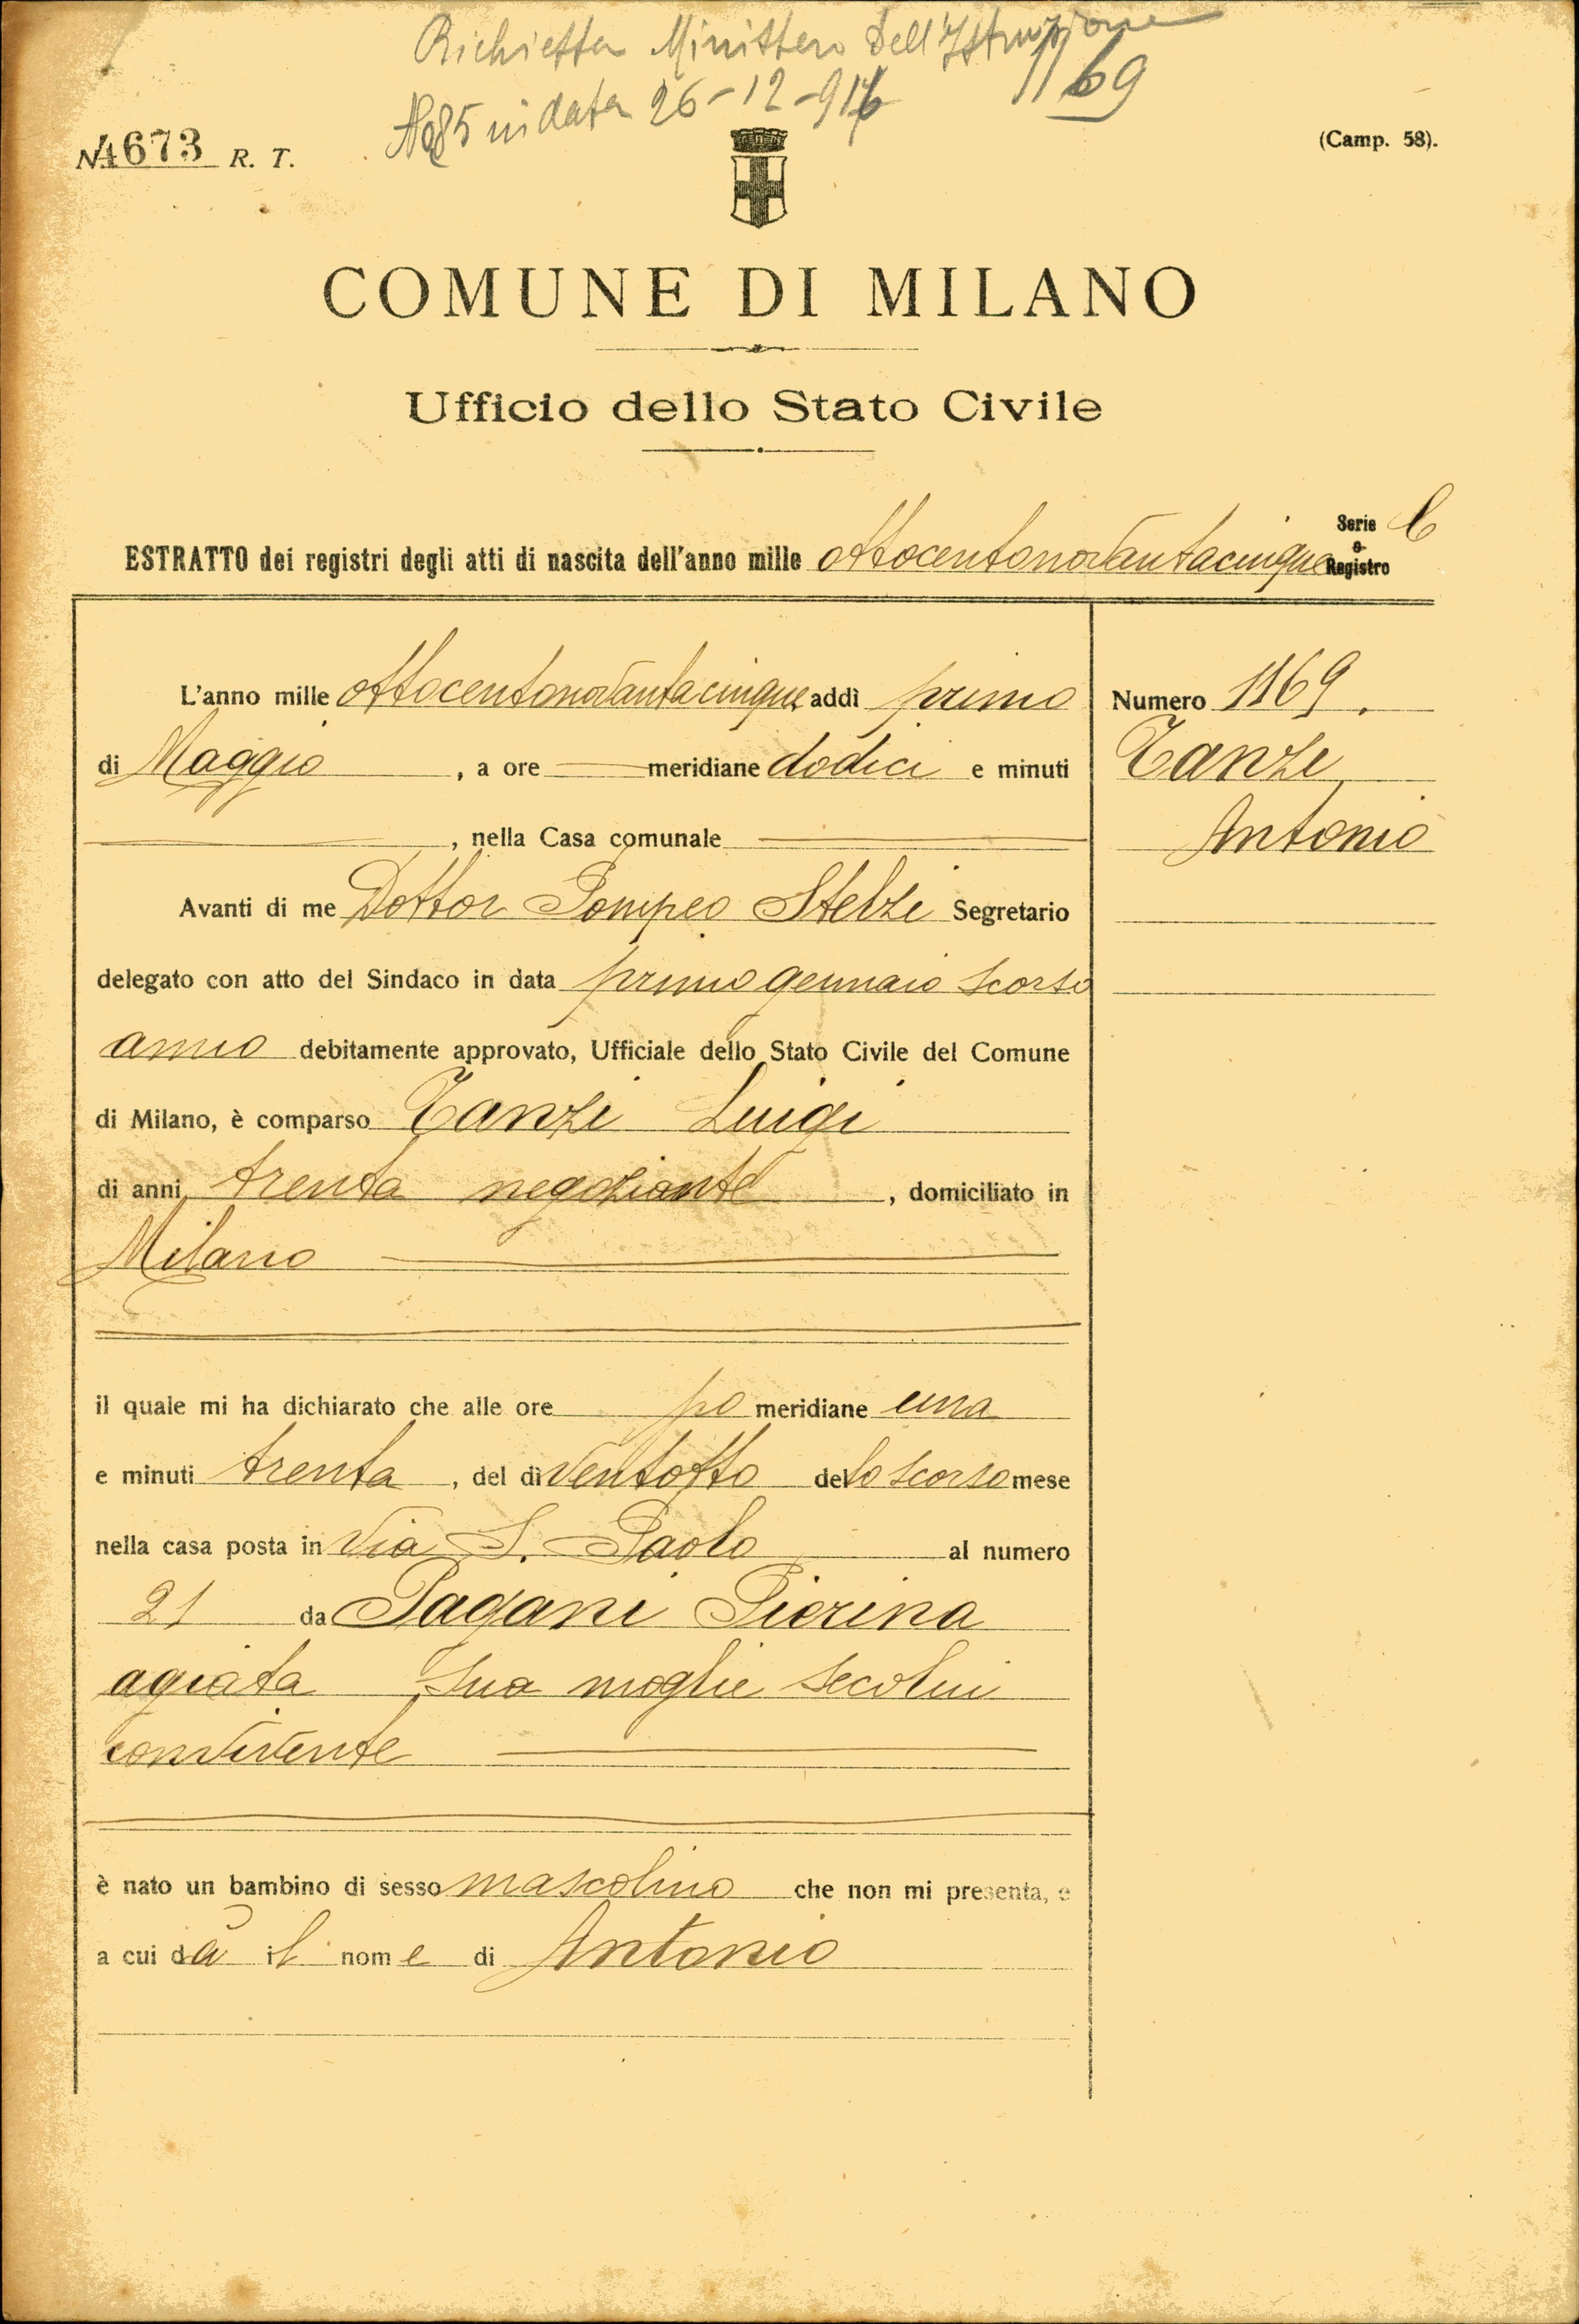 Richiesta Ministero Dell'Istruzione
in data 26-12-916
1169
N. 4673 R. T.
(Camp. 58).
COMUNE DI MILANO
Ufficio dello Stato Civile
ESTRATTO dei registri degli atti di nascita dell'anno mille ottocentonovantacinque Serie o Registro C
L'anno mille ottocentonovantacinque addì primo
di Maggio , a ore meridiane dodici e minuti
, nella Casa comunale
Avanti di me Dottor Pompeo Stelzi Segretario
delegato con atto del Sindaco in data primo gennaio scorso
anno debitamente approvato, Ufficiale dello Stato Civile del Comune
di Milano, è comparso Tanzi Luigi
di anni trenta negoziante , domiciliato in
Milano
il quale mi ha dichiarato che alle ore po meridiane una
e minuti trenta , del dì ventotto dello scorso mese
nella casa posta in Via S. Paolo al numero
21 da Pagani Pierina
agiata sua moglie secolui
convivente
è nato un bambino di sesso mascolino che non mi presenta, e
a cui dà il nome di Antonio
Numero 1169.
Tanzi
Antonio